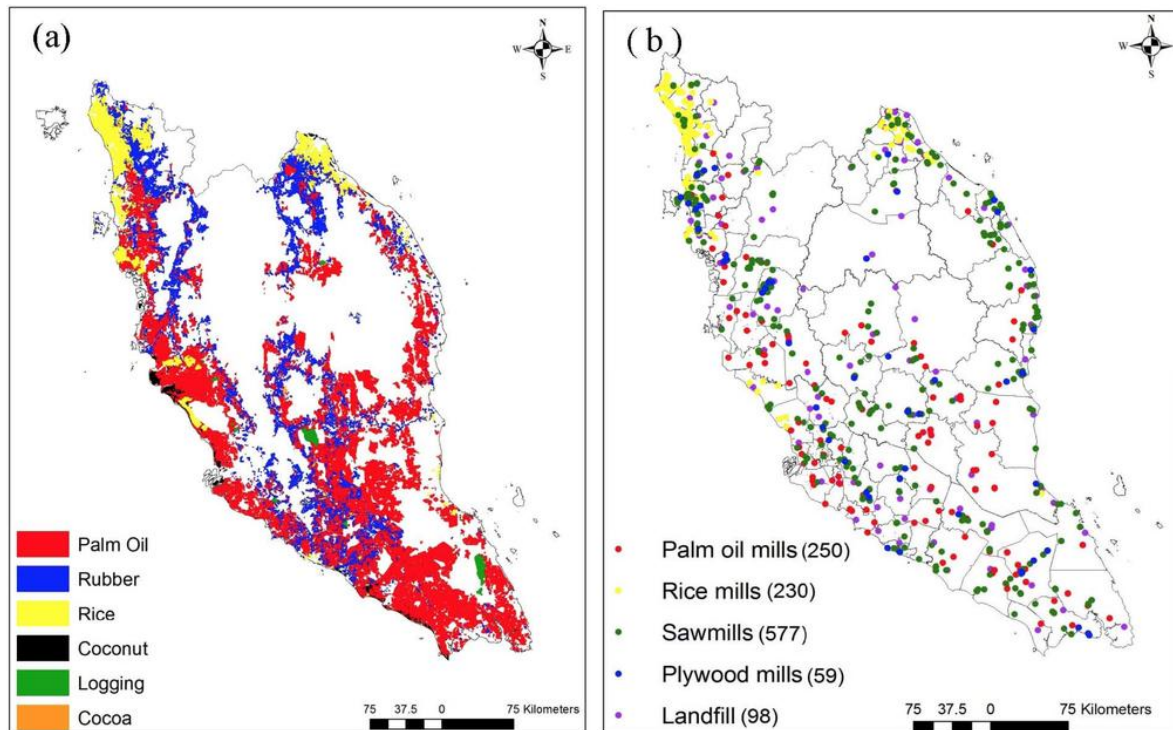 (a)
N
W E
S
Palm Oil
Rubber
Rice
Coconut
Logging
Cocoa
75 37.5 0 75 Kilometers
( b )
N
W E
S
Palm oil mills (250)
Rice mills (230)
Sawmills (577)
Plywood mills (59)
Landfill (98)
75 37.5 0 75 Kilometers